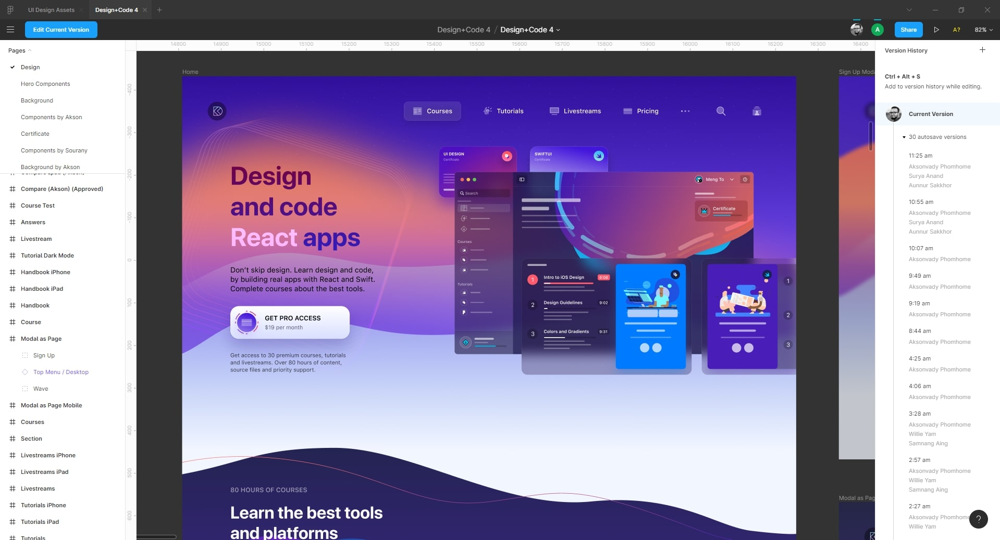 UI Design Assets
Design+Code 4
Edit Current Version
Design+Code 4 / Design+Code 4
A
Share
A?
82%
Pages
Design
Hero Components
Background
Components by Akson
Certificate
Components by Sourany
Background by Akson
Compare (Akson) (Approved)
Course Test
Answers
Livestream
Tutorial Dark Mode
Handbook iPhone
Handbook iPad
Handbook
Course
Modal as Page
Sign Up
Top Menu / Desktop
Wave
Modal as Page Mobile
Courses
Section
Livestreams iPhone
Livestreams iPad
Livestreams
Tutorials iPhone
Tutorials iPad
Tutorials
14800 14900 15000 15100 15200 15300 15400 15500 15600 15700 15800 15900 16000 16100 16200 16300 16400
-400
-300
-200
-100
0
100
200
300
400
500
600
Home
Courses
Tutorials
Livestreams
Pricing
Design
and code
React apps
Don’t skip design. Learn design and code,
by building real apps with React and Swift.
Complete courses about the best tools.
GET PRO ACCESS
$19 per month
Get access to 30 premium courses, tutorials
and livestreams. Over 80 hours of content,
source files and priority support.
UI DESIGN
Certificate
SWIFTUI
Certificate
Search
Meng To
Certificate
Courses
Tutorials
1
Intro to iOS Design
6:08
2
Design Guidelines
9:02
3
Colors and Gradients
9:31
1
2
3
80 HOURS OF COURSES
Learn the best tools
and platforms
Sign Up Moda
Modal as Pag
Version History
Ctrl + Alt + S
Add to version history while editing.
Current Version
30 autosave versions
11:25 am
Aksonvady Phomhome
Surya Anand
Aunnur Sakkhor
10:55 am
Aksonvady Phomhome
Surya Anand
Aunnur Sakkhor
10:07 am
Aksonvady Phomhome
9:49 am
Aksonvady Phomhome
9:19 am
Aksonvady Phomhome
8:44 am
Aksonvady Phomhome
4:25 am
Aksonvady Phomhome
4:06 am
Aksonvady Phomhome
3:28 am
Aksonvady Phomhome
Willie Yam
Samnang Aing
2:57 am
Aksonvady Phomhome
Willie Yam
Samnang Aing
2:27 am
Aksonvady Phomhome
Willie Yam
?